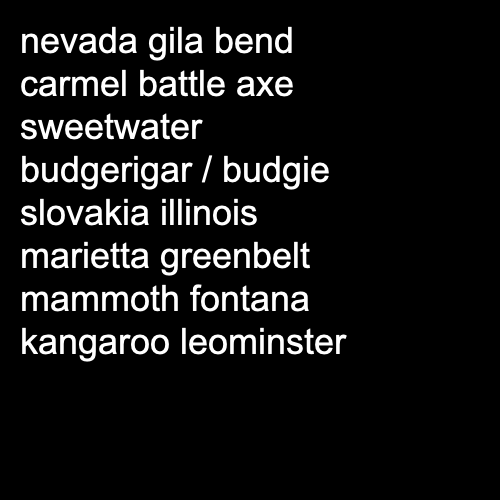 nevada gila bend
carmel battle axe
sweetwater
budgerigar / budgie
slovakia illinois
marietta greenbelt
mammoth fontana
kangaroo leominster